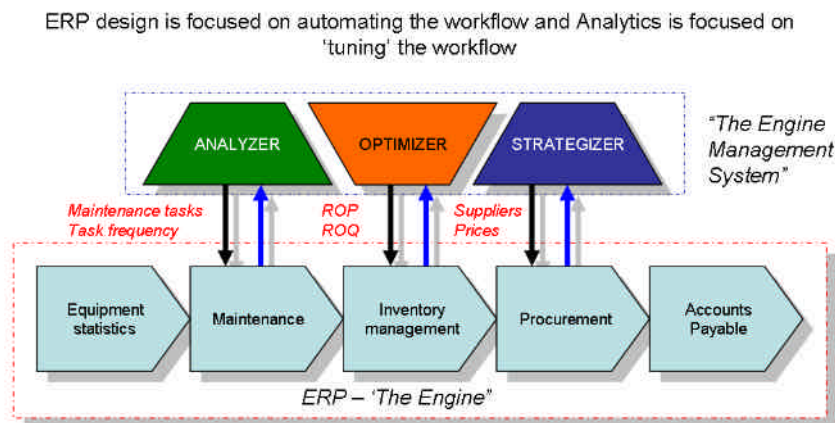 ERP design is focused on automating the workflow and Analytics is focused on
'tuning' the workflow
ANALYZER
OPTIMIZER
STRATEGIZER
"The Engine
Management
System"
Maintenance tasks
Task frequency
ROP
ROQ
Suppliers
Prices
Equipment
statistics
Maintenance
Inventory
management
Procurement
Accounts
Payable
ERP – 'The Engine"